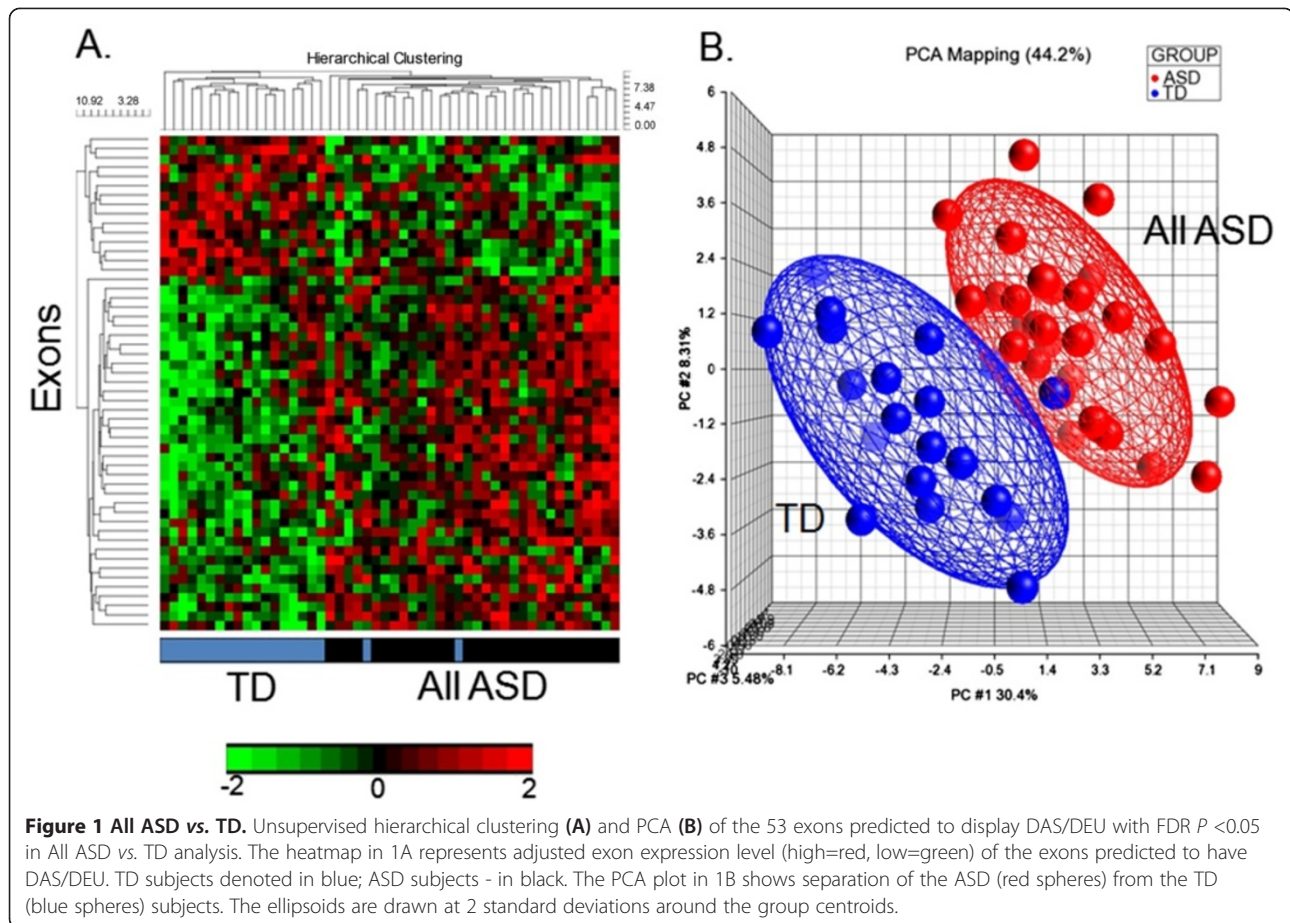 A.
Hierarchical Clustering
10.92 3.28
7.38
4.47
0.00
Exons
TD
All ASD
-2
0
2
B.
PCA Mapping (44.2%)
GROUP
ASD
TD
6
4.8
3.6
2.4
1.2
0
-1.2
-2.4
-3.6
-4.8
-6
PC #2 8.31%
All ASD
TD
-8.1 -6.2 -4.3 -2.4 -0.5 1.4 3.3 5.2 7.1 9
PC #3 5.48%
PC #1 30.4%
Figure 1 All ASD vs. TD. Unsupervised hierarchical clustering (A) and PCA (B) of the 53 exons predicted to display DAS/DEU with FDR P <0.05
in All ASD vs. TD analysis. The heatmap in 1A represents adjusted exon expression level (high=red, low=green) of the exons predicted to have
DAS/DEU. TD subjects denoted in blue; ASD subjects - in black. The PCA plot in 1B shows separation of the ASD (red spheres) from the TD
(blue spheres) subjects. The ellipsoids are drawn at 2 standard deviations around the group centroids.